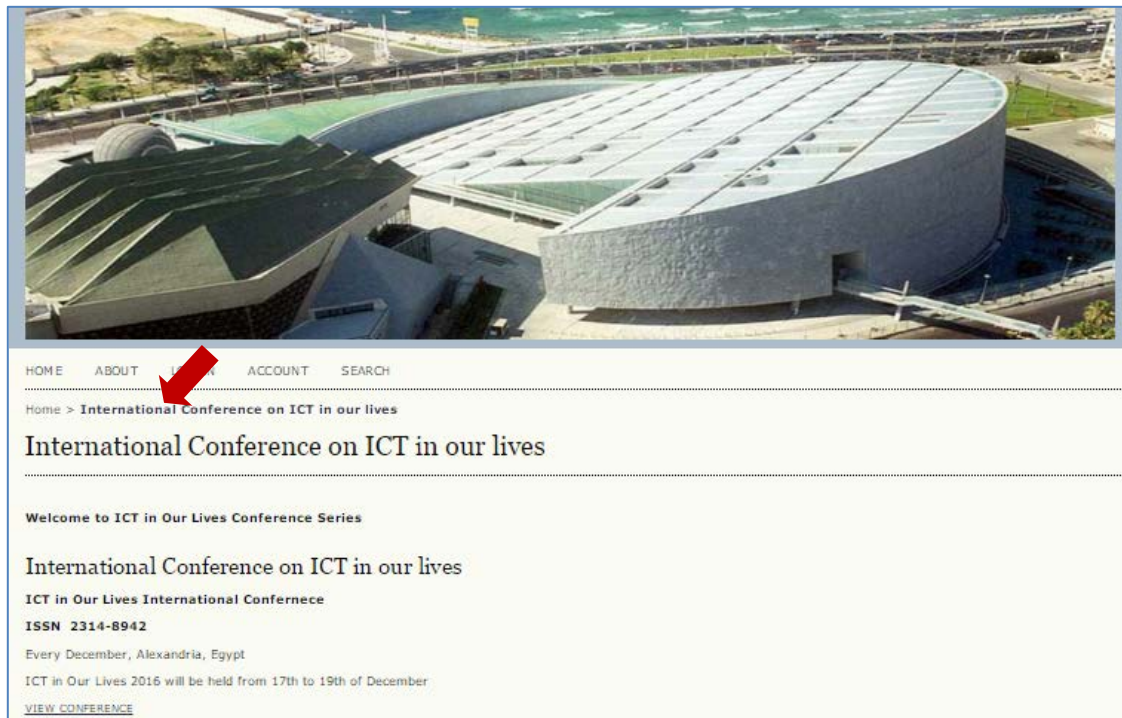 HOME ABOUT ACCOUNT SEARCH
Home > International Conference on ICT in our lives
International Conference on ICT in our lives
Welcome to ICT in Our Lives Conference Series
International Conference on ICT in our lives
ICT in Our Lives International Confernece
ISSN 2314-8942
Every December, Alexandria, Egypt
ICT in Our Lives 2016 will be held from 17th to 19th of December
VIEW CONFERENCE